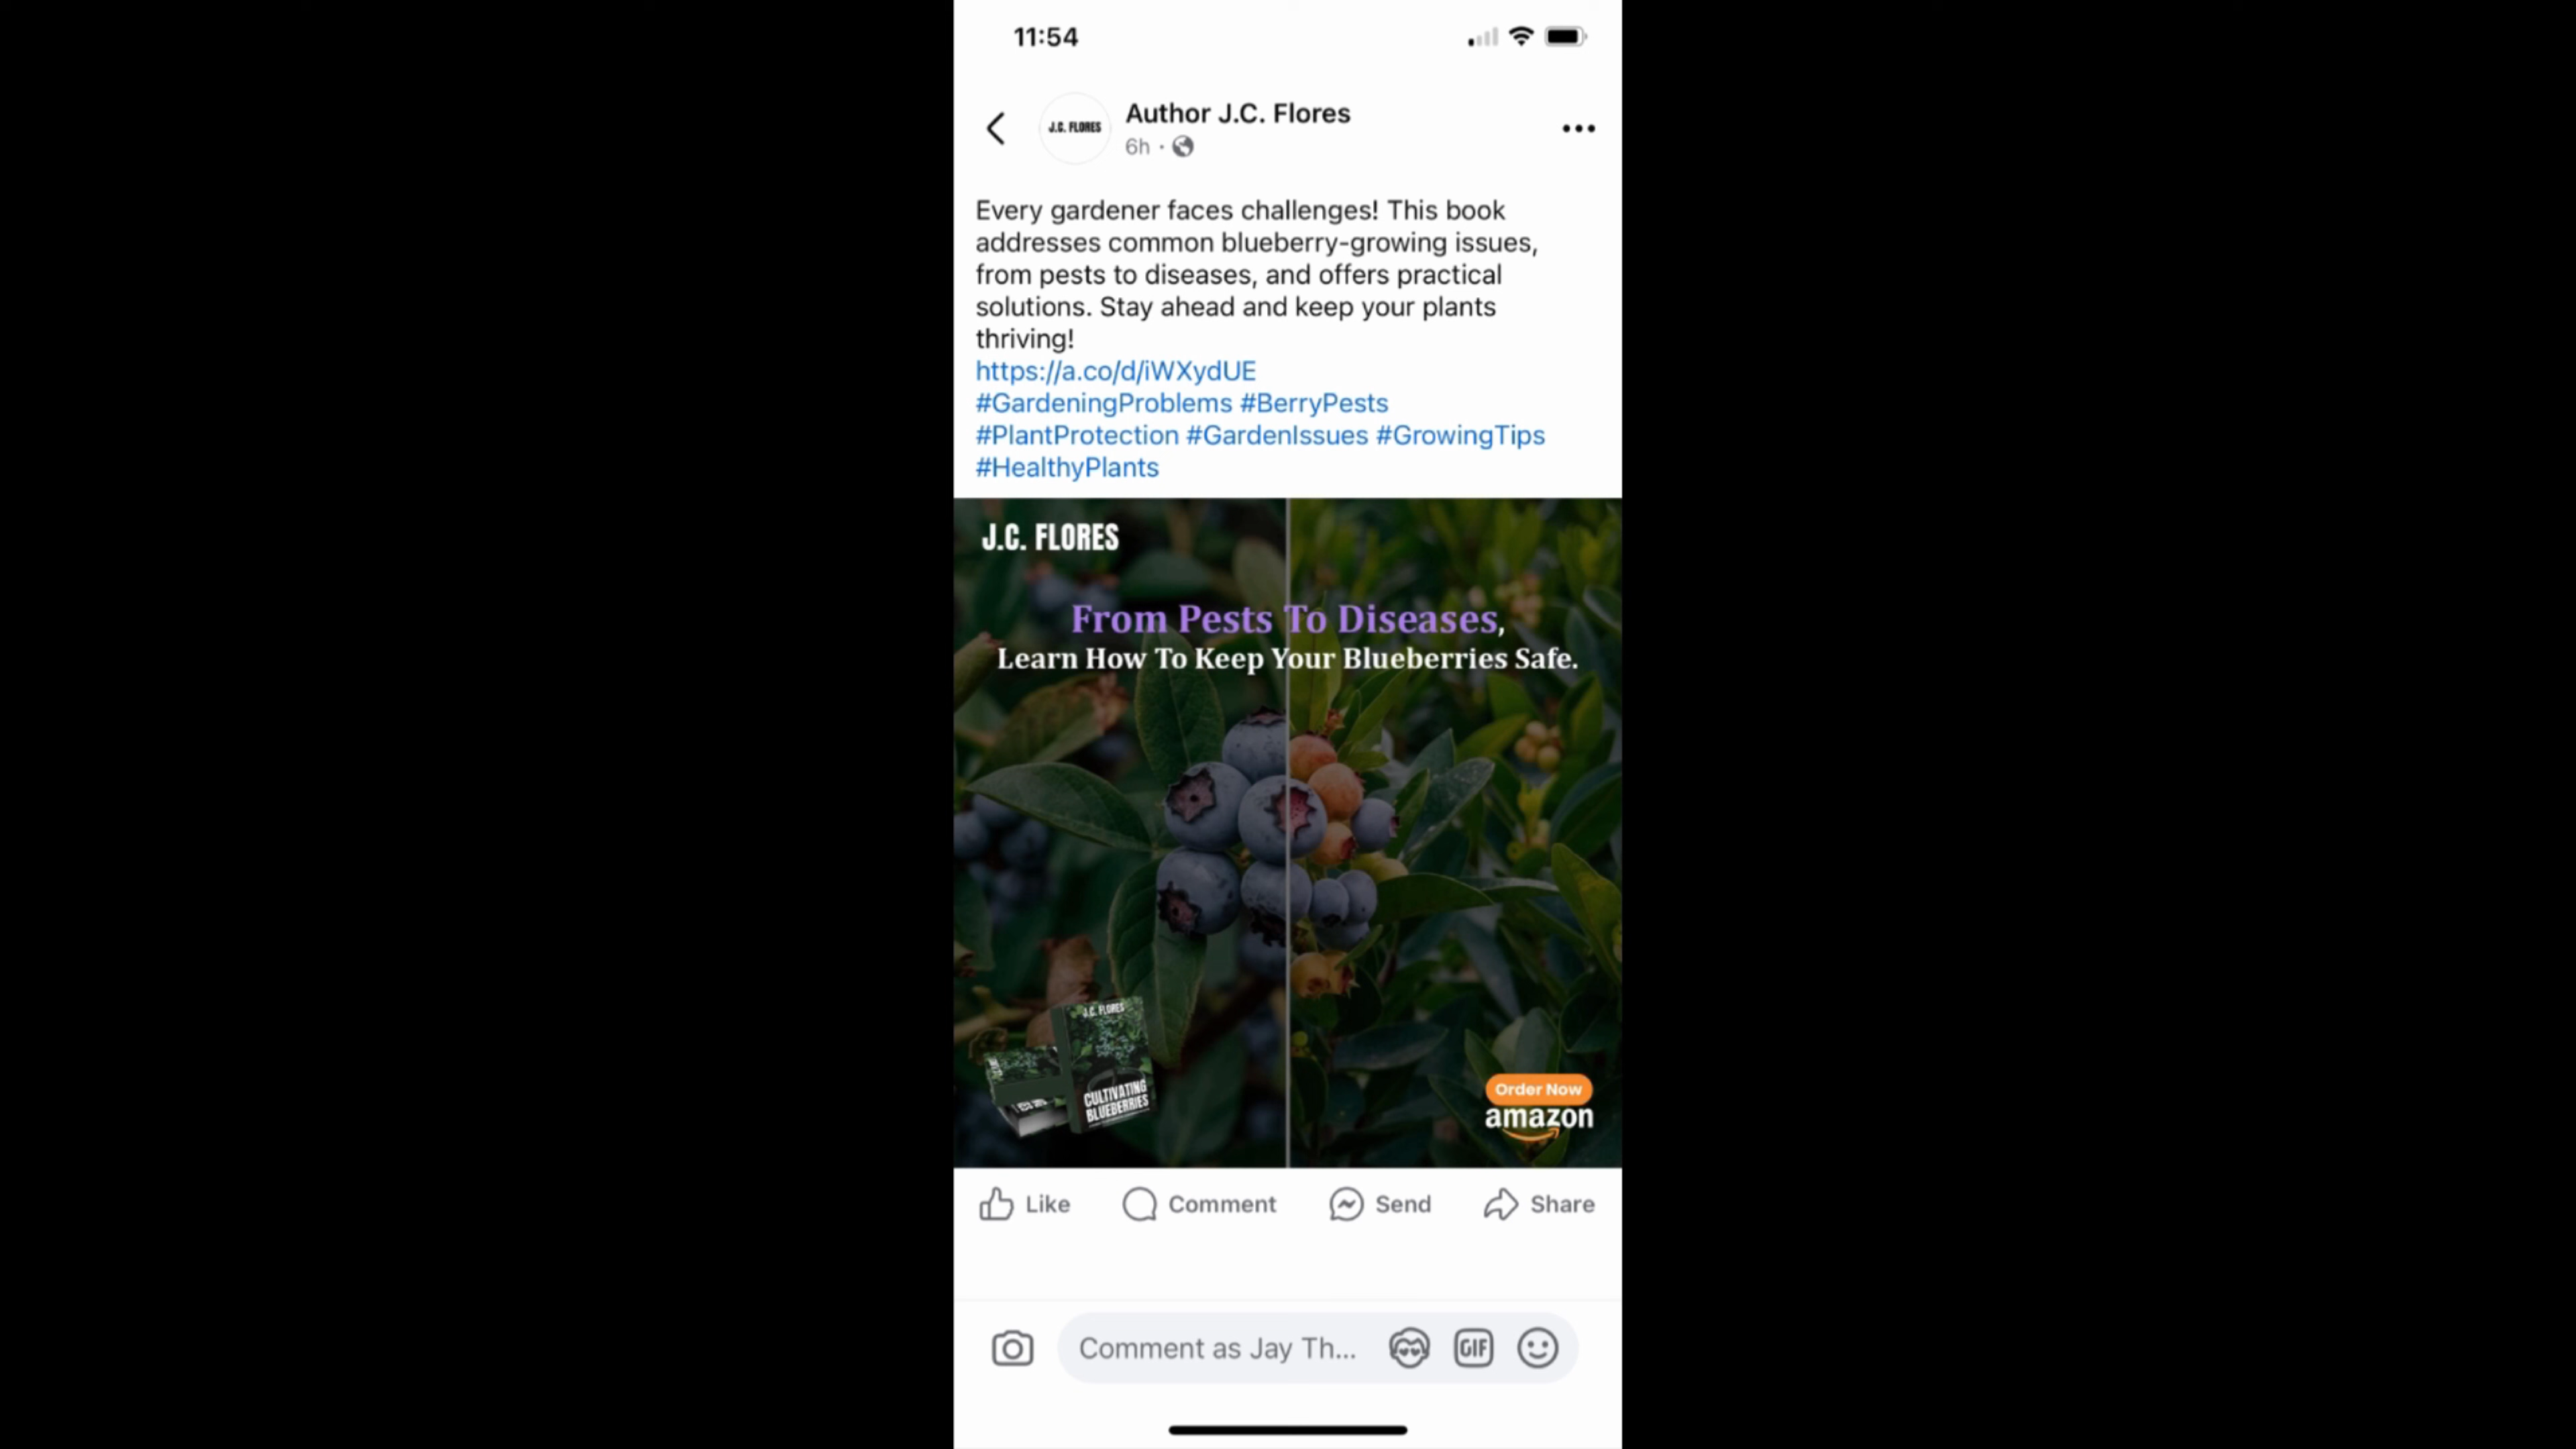 11:54
J.C. FLORES
Author J.C. Flores
6h ·
Every gardener faces challenges! This book
addresses common blueberry-growing issues,
from pests to diseases, and offers practical
solutions. Stay ahead and keep your plants
thriving!
https://a.co/d/iWXydUE
#GardeningProblems #BerryPests
#PlantProtection #GardenIssues #GrowingTips
#HealthyPlants
J.C. FLORES
From Pests To Diseases,
Learn How To Keep Your Blueberries Safe.
J.C. FLORES
CULTIVATING
BLUEBERRIES
Order Now
amazon
Like
Comment
Send
Share
Comment as Jay Th...
GIF